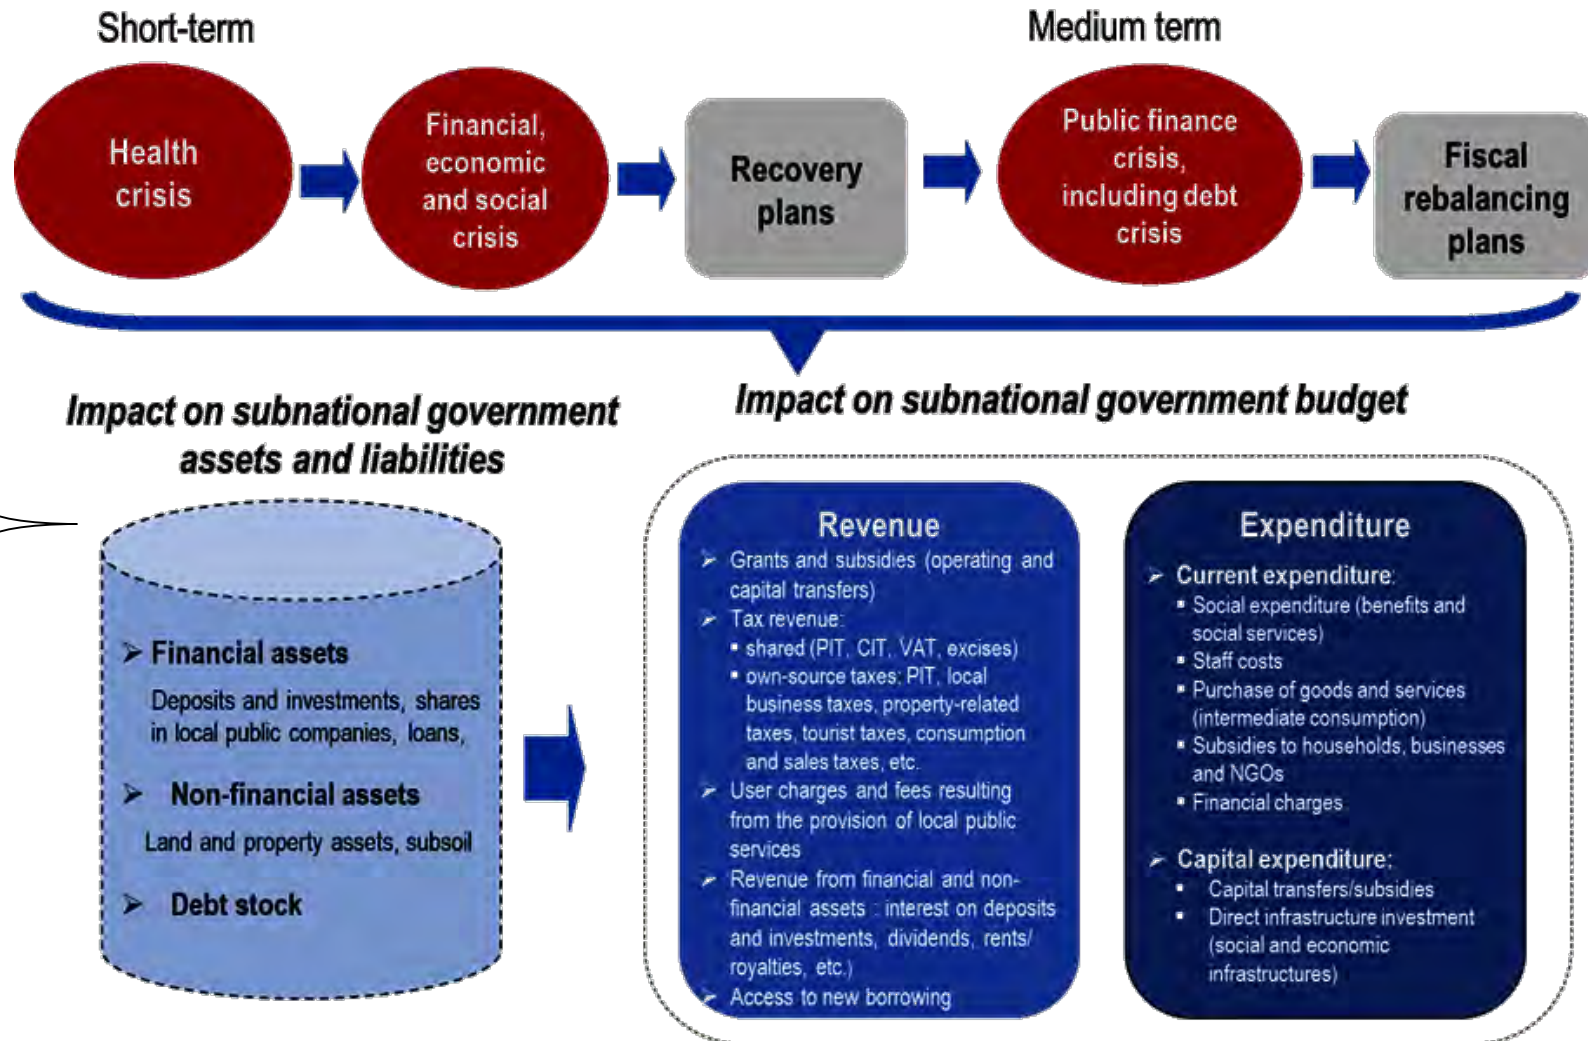 Short-term
Medium term
Health
crisis
Financial,
economic
and social
crisis
Recovery
plans
Public finance
crisis,
including debt
crisis
Fiscal
rebalancing
plans
Impact on subnational government
assets and liabilities
Impact on subnational government budget
➢ Financial assets
Deposits and investments, shares
in local public companies, loans,
➢ Non-financial assets
Land and property assets, subsoil
➢ Debt stock
Revenue
➢ Grants and subsidies (operating and
capital transfers)
➢ Tax revenue:
▪ shared (PIT, CIT, VAT, excises)
▪ own-source taxes: PIT, local
business taxes, property-related
taxes, tourist taxes, consumption
and sales taxes, etc.
➢ User charges and fees resulting
from the provision of local public
services
➢ Revenue from financial and non-
financial assets : interest on deposits
and investments, dividends, rents/
royalties, etc.)
➢ Access to new borrowing
Expenditure
➢ Current expenditure:
▪ Social expenditure (benefits and
social services)
▪ Staff costs
▪ Purchase of goods and services
(intermediate consumption)
▪ Subsidies to households, businesses
and NGOs
▪ Financial charges
➢ Capital expenditure:
▪ Capital transfers/subsidies
▪ Direct infrastructure investment
(social and economic
infrastructures)